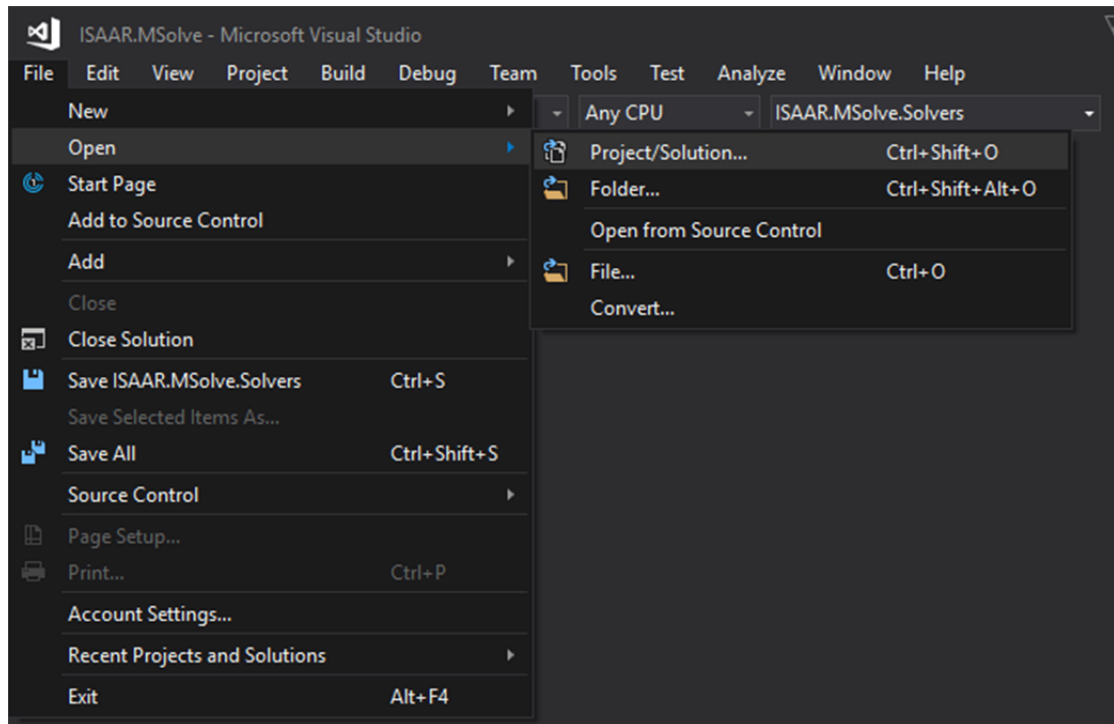 ISAAR.MSolve - Microsoft Visual Studio
File Edit View Project Build Debug Team Tools Test Analyze Window Help
Any CPU ISAAR.MSolve.Solvers
New
Open
Start Page
Add to Source Control
Add
Close
Close Solution
Save ISAAR.MSolve.Solvers Ctrl+S
Save Selected Items As...
Save All Ctrl+Shift+S
Source Control
Page Setup...
Print... Ctrl+P
Account Settings...
Recent Projects and Solutions
Exit Alt+F4
Project/Solution... Ctrl+Shift+O
Folder... Ctrl+Shift+Alt+O
Open from Source Control
File... Ctrl+O
Convert...